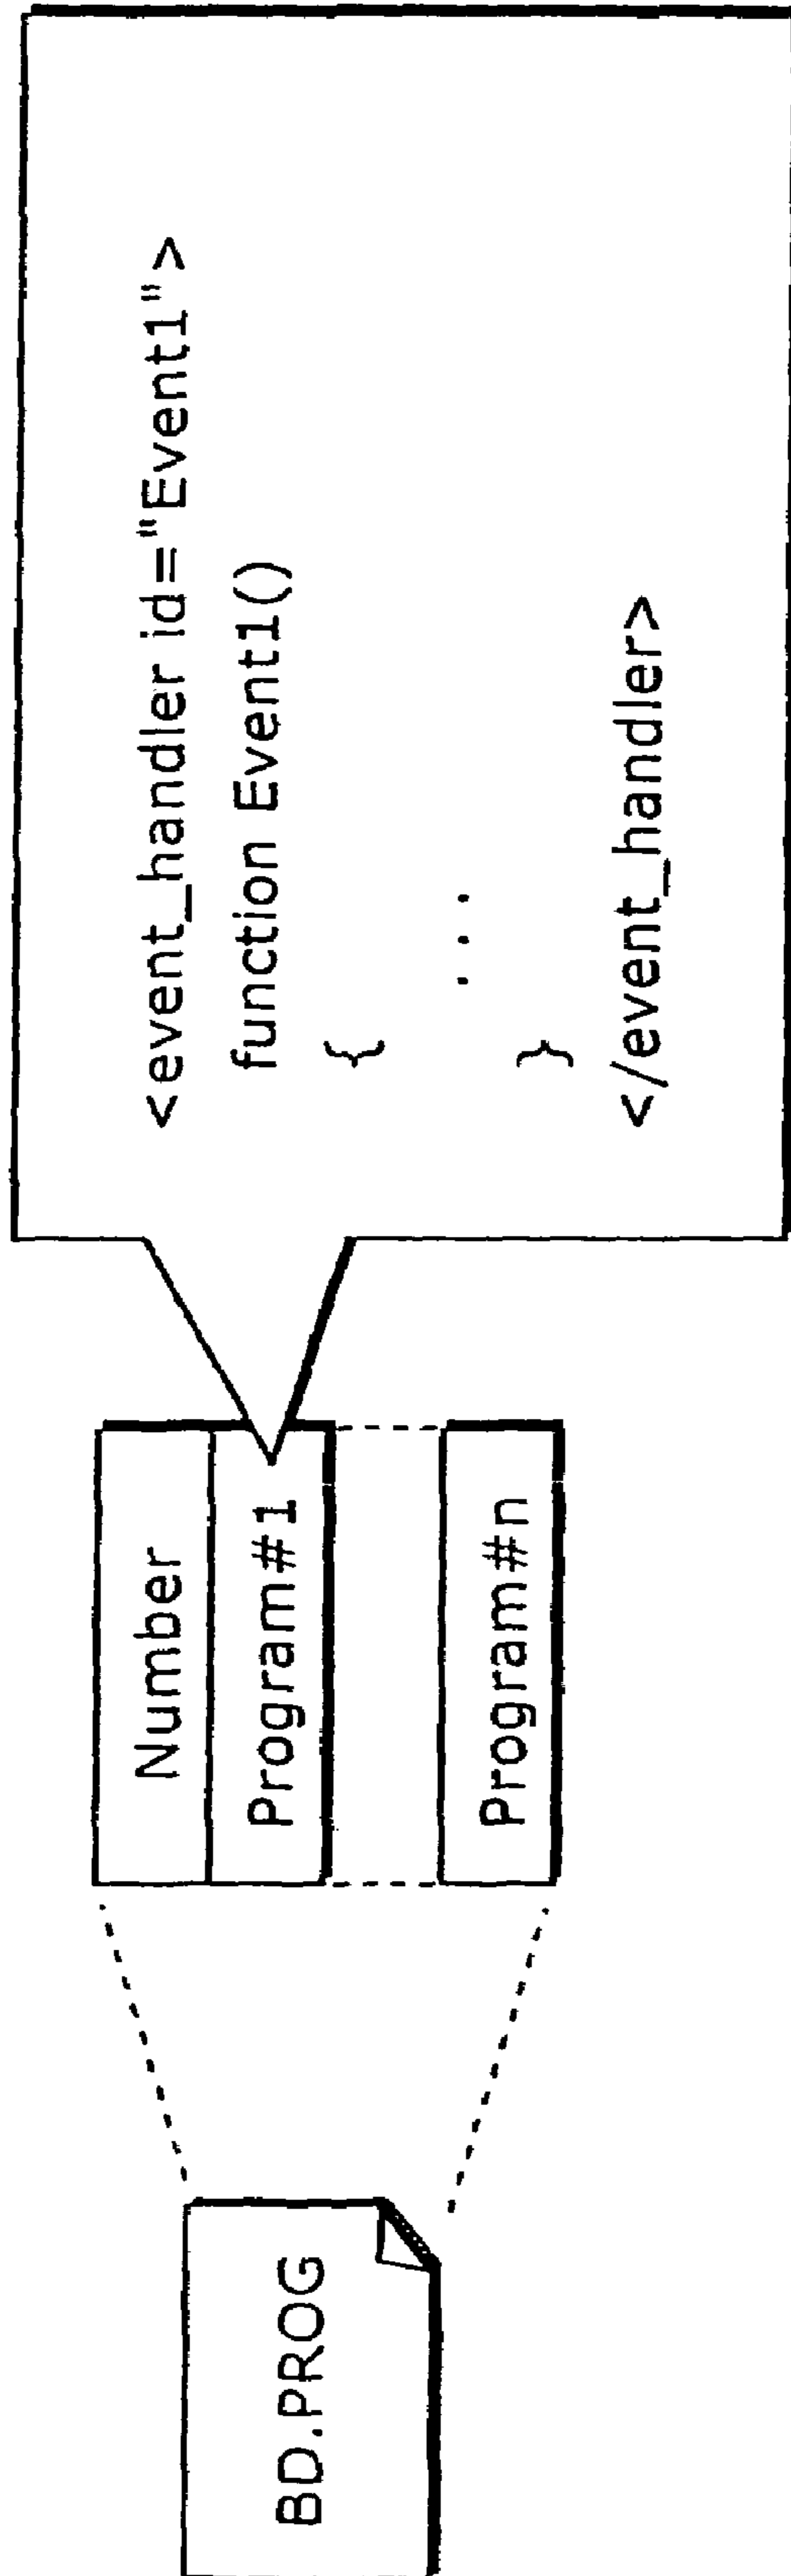 BD.PROG
Number
Program#1
Program#n
<event_handler id="Event1">
function Event1()
{
...
}
</event_handler>